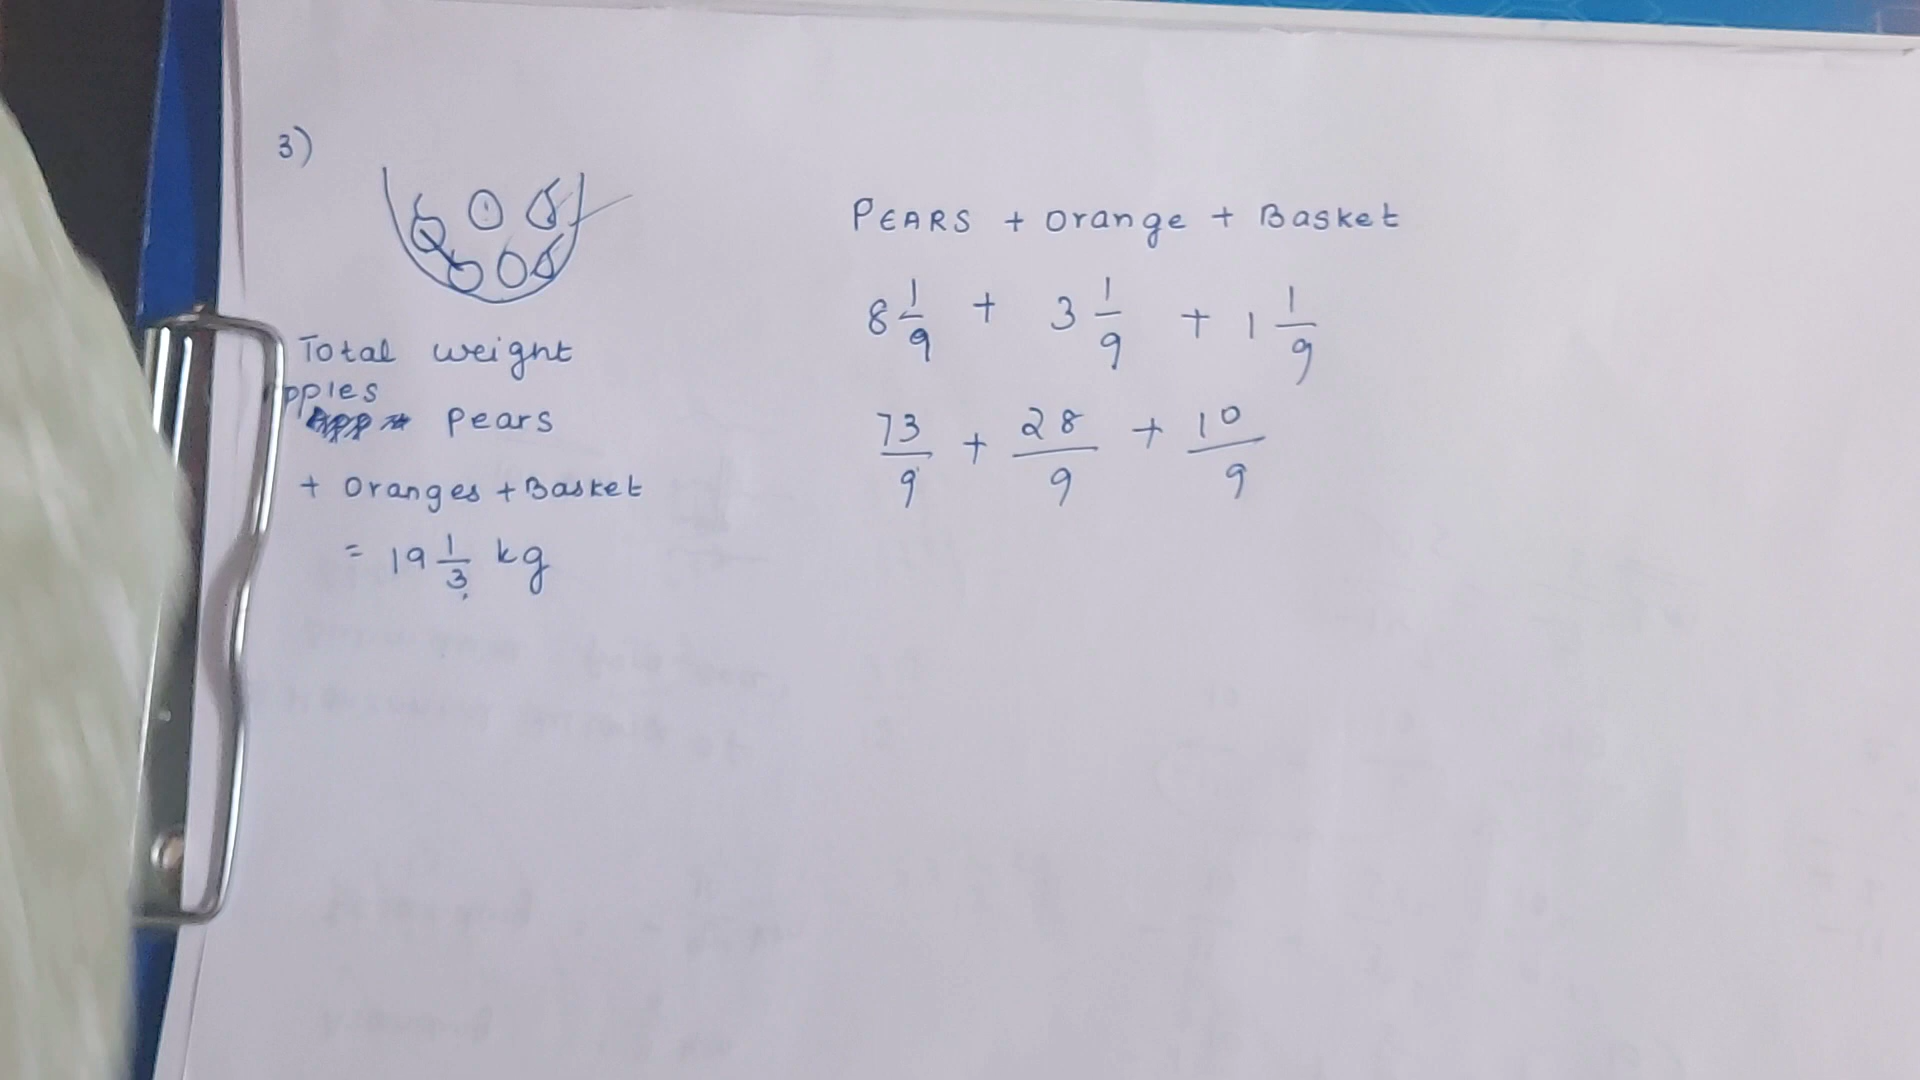 3)
Total weight
pples
Pears
+ Oranges + Basket
= 19 1/3 kg
PEARS + Orange + Basket
8 1/9 + 3 1/9 + 1 1/9
73/9 + 28/9 + 10/9